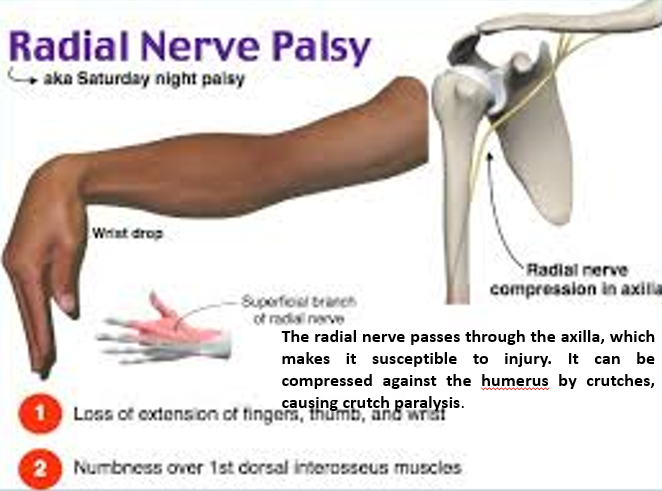 Radial Nerve Palsy
aka Saturday night palsy
Wrist drop
Radial nerve
compression in axilla
Superficial branch
of radial nerve
The radial nerve passes through the axilla, which
makes it susceptible to injury. It can be
compressed against the humerus by crutches,
causing crutch paralysis.
1 Loss of extension of fingers, thumb, and wrist
2 Numbness over 1st dorsal interosseus muscles